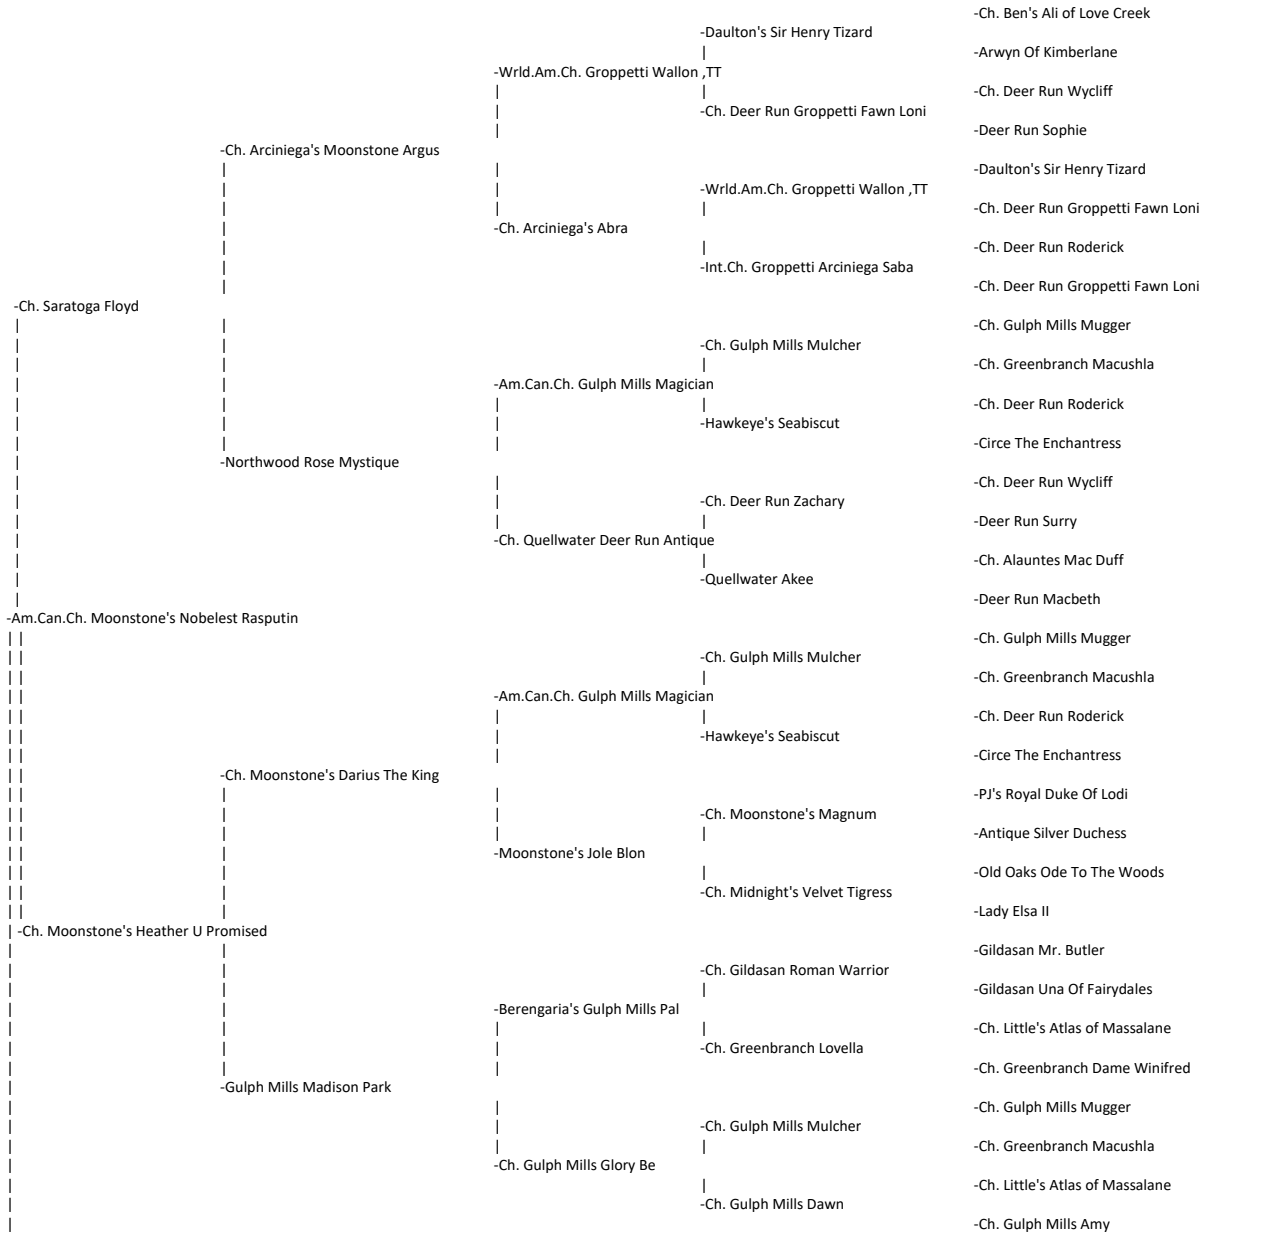 -Ch. Ben's Ali of Love Creek
-Daulton's Sir Henry Tizard
-Arwyn Of Kimberlane
-Wrld.Am.Ch. Groppetti Wallon ,TT
-Ch. Deer Run Wycliff
-Ch. Deer Run Groppetti Fawn Loni
-Deer Run Sophie
-Ch. Arciniega's Moonstone Argus
-Daulton's Sir Henry Tizard
-Wrld.Am.Ch. Groppetti Wallon ,TT
-Ch. Deer Run Groppetti Fawn Loni
-Ch. Arciniega's Abra
-Ch. Deer Run Roderick
-Int.Ch. Groppetti Arciniega Saba
-Ch. Deer Run Groppetti Fawn Loni
-Ch. Saratoga Floyd
-Ch. Gulph Mills Mugger
-Ch. Gulph Mills Mulcher
-Ch. Greenbranch Macushla
-Am.Can.Ch. Gulph Mills Magician
-Ch. Deer Run Roderick
-Hawkeye's Seabiscut
-Circe The Enchantress
-Northwood Rose Mystique
-Ch. Deer Run Wycliff
-Ch. Deer Run Zachary
-Deer Run Surry
-Ch. Quellwater Deer Run Antique
-Ch. Alauntes Mac Duff
-Quellwater Akee
-Deer Run Macbeth
-Am.Can.Ch. Moonstone's Nobelest Rasputin
-Ch. Gulph Mills Mugger
-Ch. Gulph Mills Mulcher
-Ch. Greenbranch Macushla
-Am.Can.Ch. Gulph Mills Magician
-Ch. Deer Run Roderick
-Hawkeye's Seabiscut
-Circe The Enchantress
-Ch. Moonstone's Darius The King
-PJ's Royal Duke Of Lodi
-Ch. Moonstone's Magnum
-Antique Silver Duchess
-Moonstone's Jole Blon
-Old Oaks Ode To The Woods
-Ch. Midnight's Velvet Tigress
-Lady Elsa II
-Ch. Moonstone's Heather U Promised
-Gildasan Mr. Butler
-Ch. Gildasan Roman Warrior
-Gildasan Una Of Fairydales
-Berengaria's Gulph Mills Pal
-Ch. Little's Atlas of Massalane
-Ch. Greenbranch Lovella
-Ch. Greenbranch Dame Winifred
-Gulph Mills Madison Park
-Ch. Gulph Mills Mugger
-Ch. Gulph Mills Mulcher
-Ch. Greenbranch Macushla
-Ch. Gulph Mills Glory Be
-Ch. Little's Atlas of Massalane
-Ch. Gulph Mills Dawn
-Ch. Gulph Mills Amy